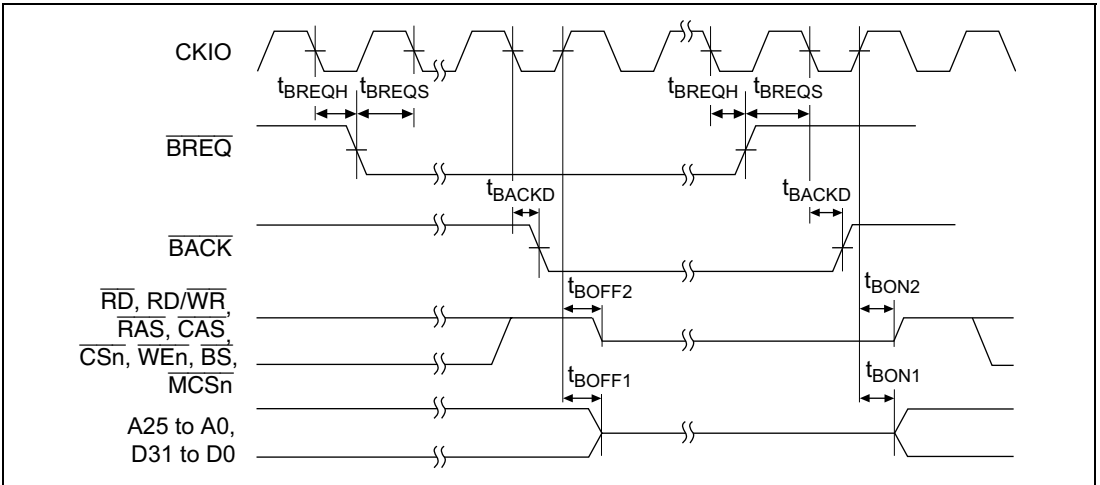 CKIO
tBREQH tBREQS tBREQH tBREQS
BREQ
tBACKD tBACKD
BACK
tBOFF2 tBON2
RD, RD/WR,
RAS, CAS,
CSn, WEn, BS,
MCSn
tBOFF1 tBON1
A25 to A0,
D31 to D0